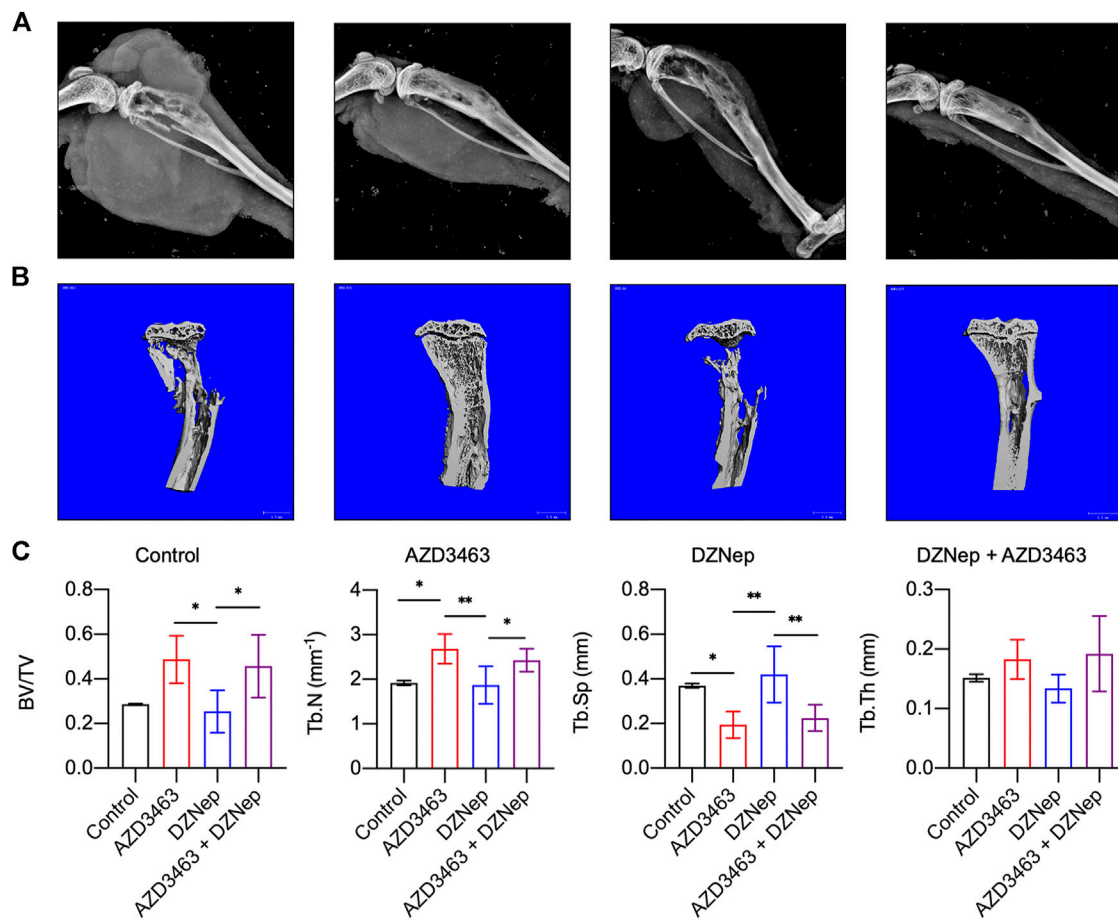 A
B
C
Control
AZD3463
DZNep
DZNep + AZD3463
BV/TV
0.8
0.6
0.4
0.2
0.0
*
*
Control
AZD3463
DZNep
AZD3463 + DZNep
Tb.N (mm-1)
4
3
2
1
0
*
**
*
Control
AZD3463
DZNep
AZD3463 + DZNep
Tb.Sp (mm)
0.8
0.6
0.4
0.2
0.0
*
**
**
Control
AZD3463
DZNep
AZD3463 + DZNep
Tb.Th (mm)
0.3
0.2
0.1
0.0
Control
AZD3463
DZNep
AZD3463 + DZNep